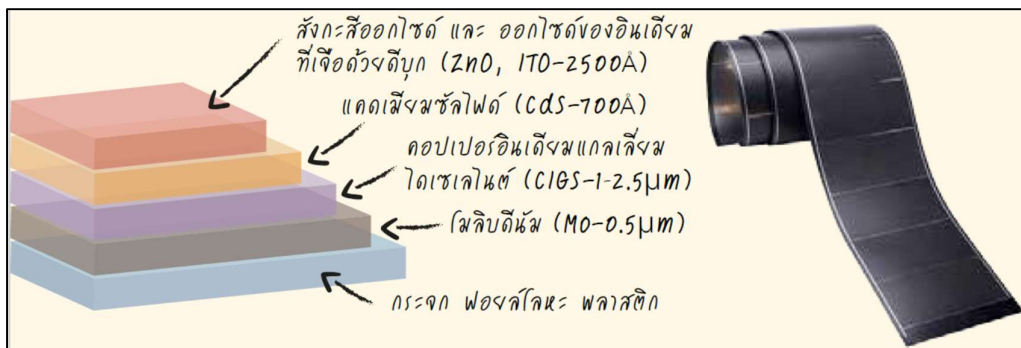 สังกะสีออกไซด์ และ ออกไซด์ของอินเดียม
ที่เจือด้วยดีบุก (ZnO, ITO-2500Å)
แคดเมียมซัลไฟด์ (CdS-700Å)
คอปเปอร์อินเดียมแกลเลี่ยม
ไดเซเลไนต์ (CIGS-1-2.5µm)
โมลิบดีนัม (MO-0.5µm)
กระจก ฟอยล์โลหะ พลาสติก